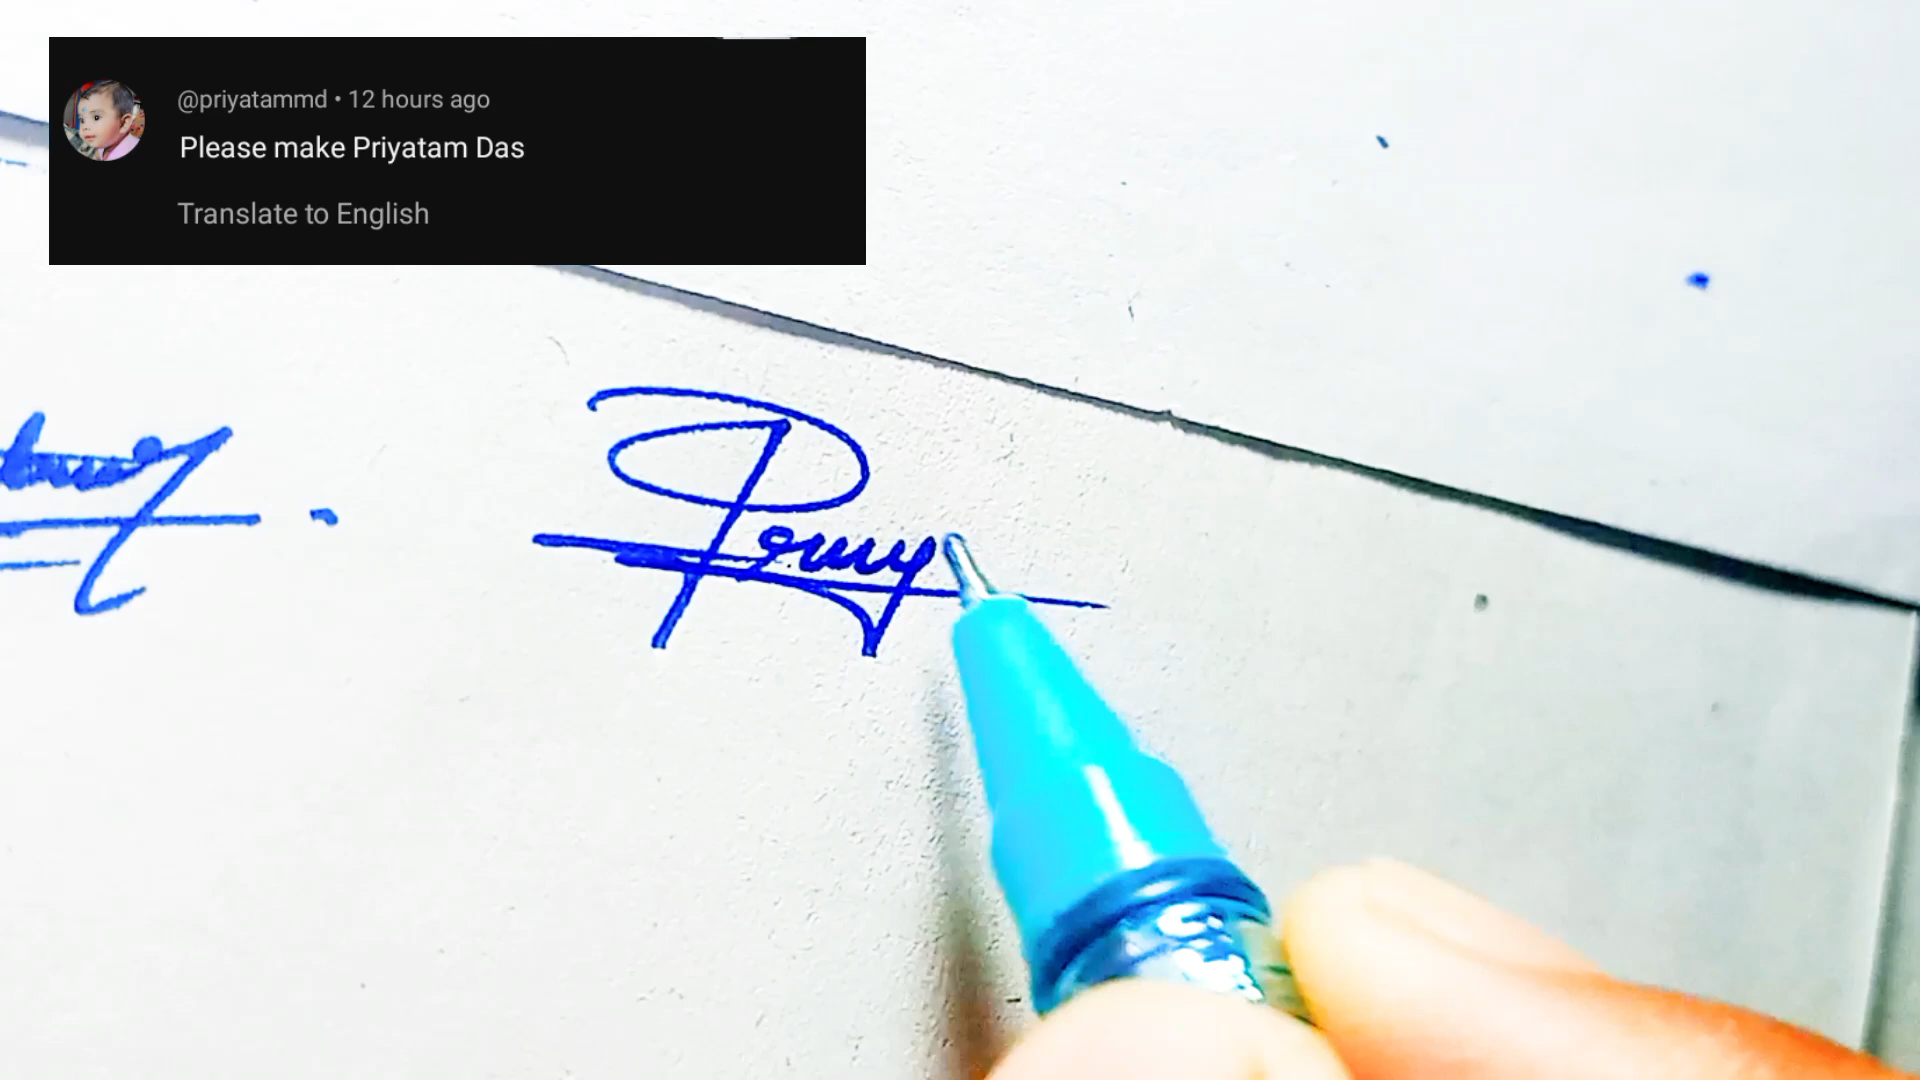 @priyatammd • 12 hours ago
Please make Priyatam Das
Translate to English